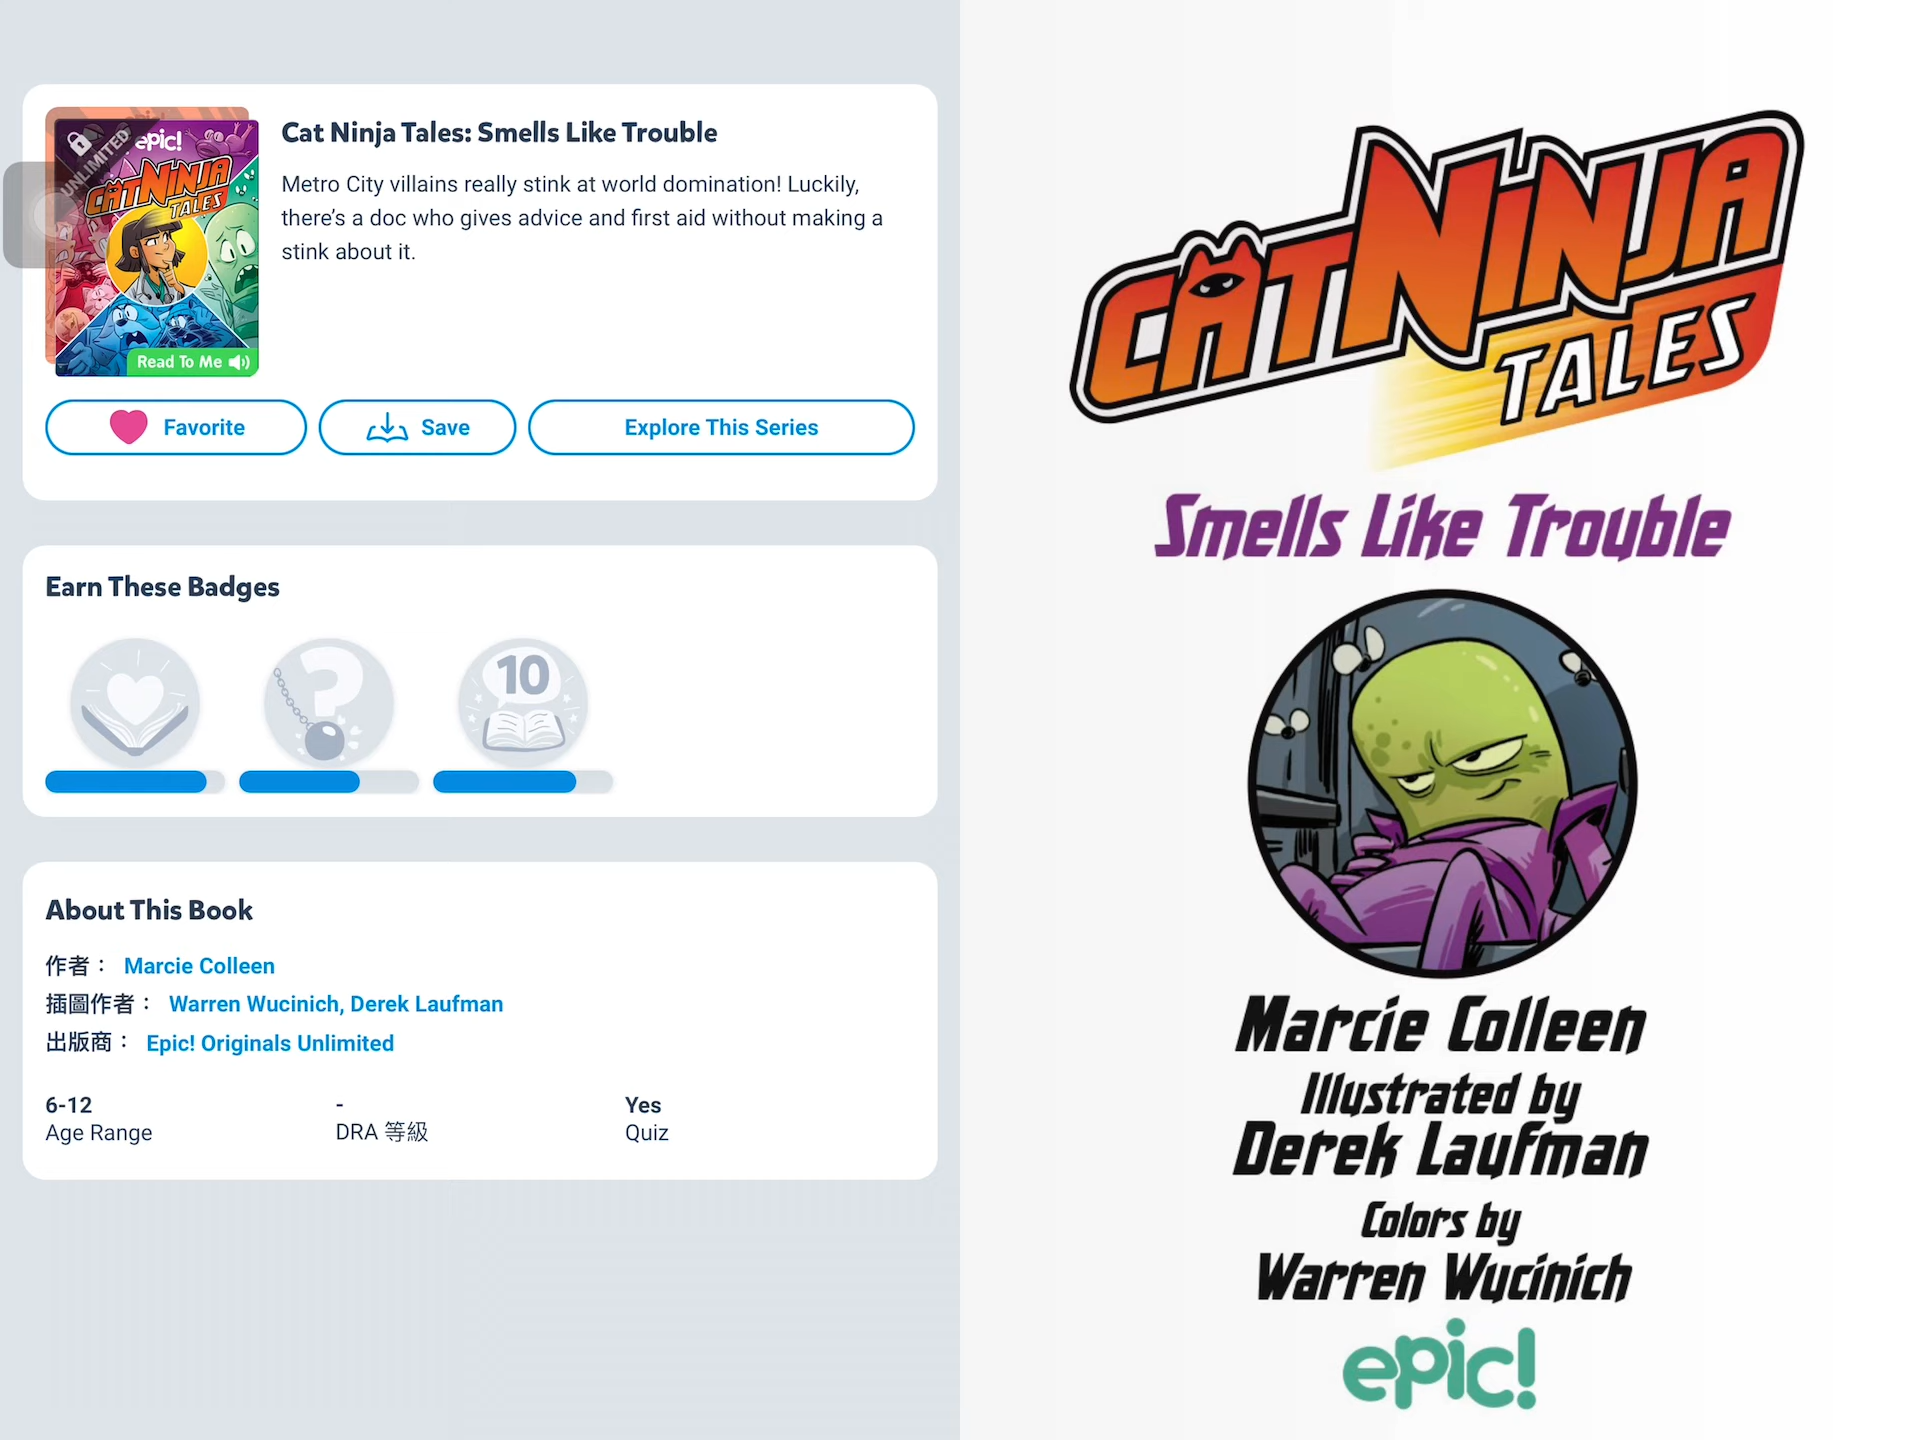 UNLIMITED
epic!
CAT NINJA
TALES
Read To Me
Cat Ninja Tales: Smells Like Trouble
Metro City villains really stink at world domination! Luckily,
there's a doc who gives advice and first aid without making a
stink about it.
Favorite
Save
Explore This Series
Earn These Badges
?
10
About This Book
作者： Marcie Colleen
插圖作者： Warren Wucinich, Derek Laufman
出版商： Epic! Originals Unlimited
6-12
Age Range
-
DRA 等級
Yes
Quiz
CAT NINJA
TALES
Smells Like Trouble
Marcie Colleen
Illustrated by
Derek Laufman
Colors by
Warren Wucinich
epic!